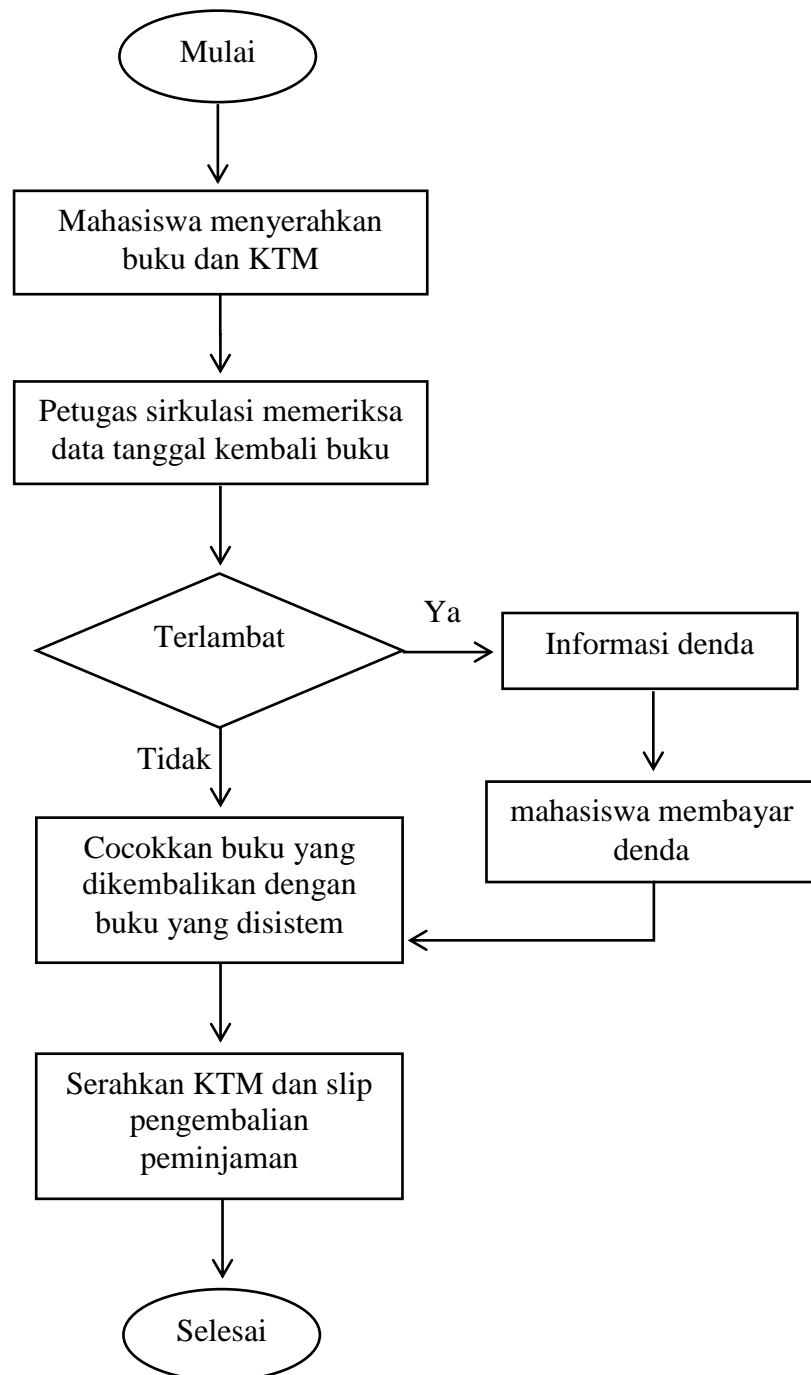 Mulai
Mahasiswa menyerahkan
buku dan KTM
Petugas sirkulasi memeriksa
data tanggal kembali buku
Terlambat
Ya
Informasi denda
Tidak
mahasiswa membayar
denda
Cocokkan buku yang
dikembalikan dengan
buku yang disistem
Serahkan KTM dan slip
pengembalian
peminjaman
Selesai